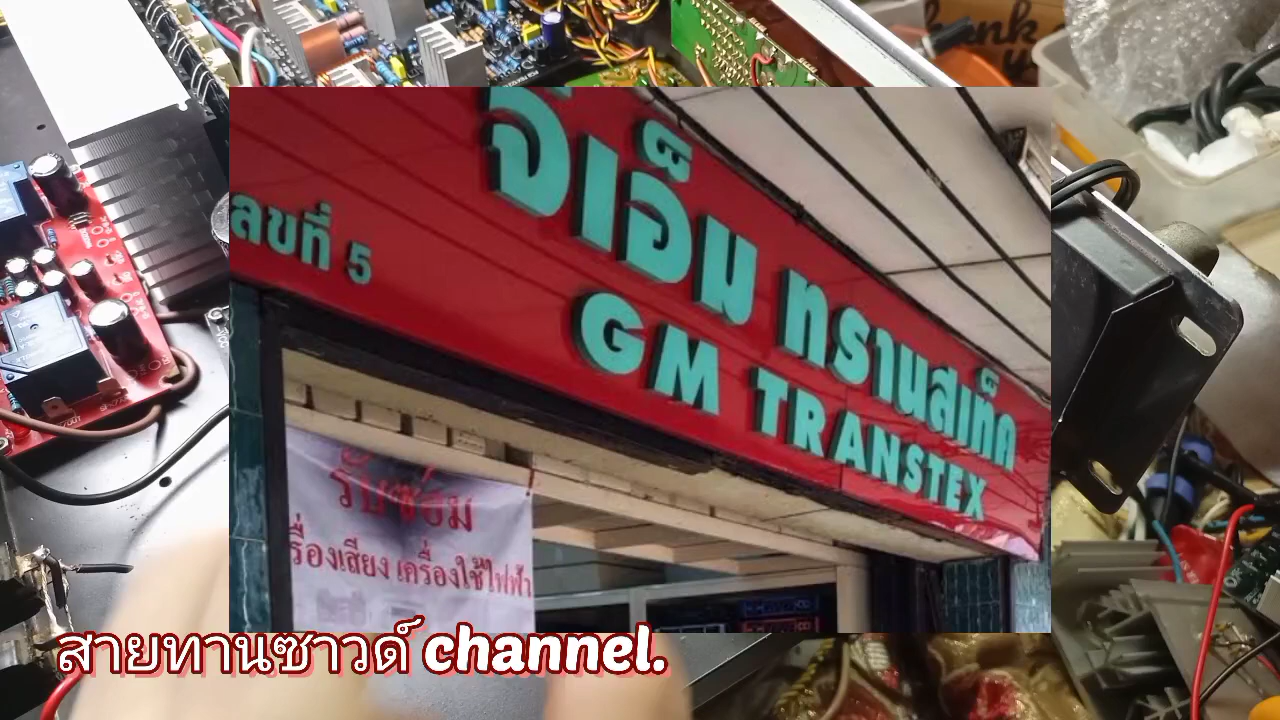 จีเอ็ม ทรานสเท็ค
ลขที่ 5
GM TRANSTEX
รับซ่อม
รื่องเสียง เครื่องใช้ไฟฟ้า
สายทานซาวด์ channel.